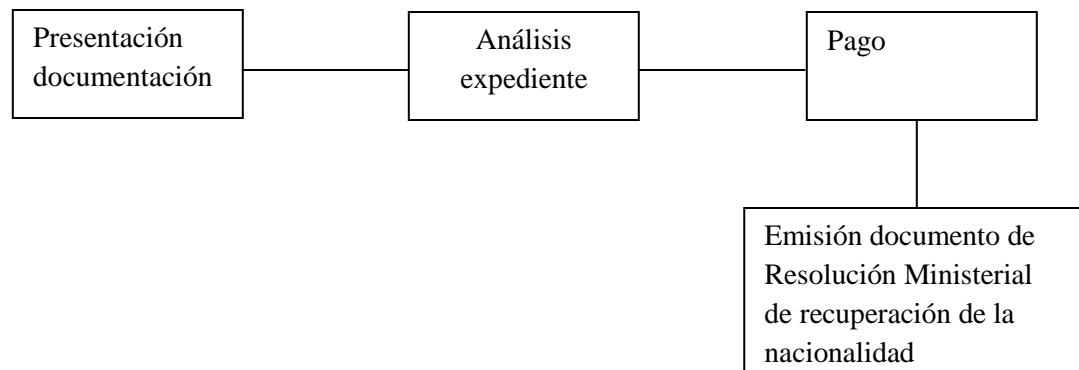 Presentación
documentación
Análisis
expediente
Pago
Emisión documento de
Resolución Ministerial
de recuperación de la
nacionalidad